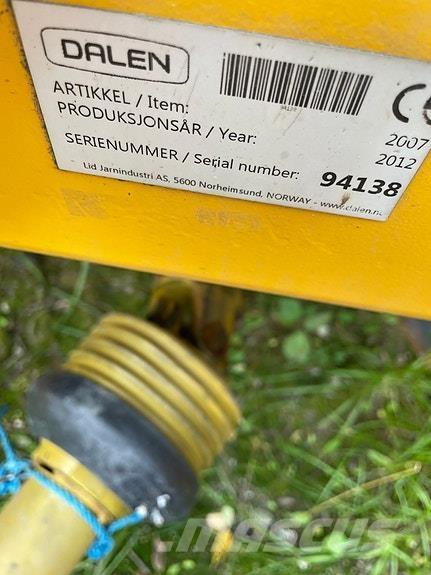 DALEN
94138
CE
ARTIKKEL / Item: 2007
PRODUKSJONSÅR / Year: 2012
SERIENUMMER / Serial number: 94138
Lid Jarnindustri AS, 5600 Norheimsund, NORWAY - www.dalen.no
MASCUS